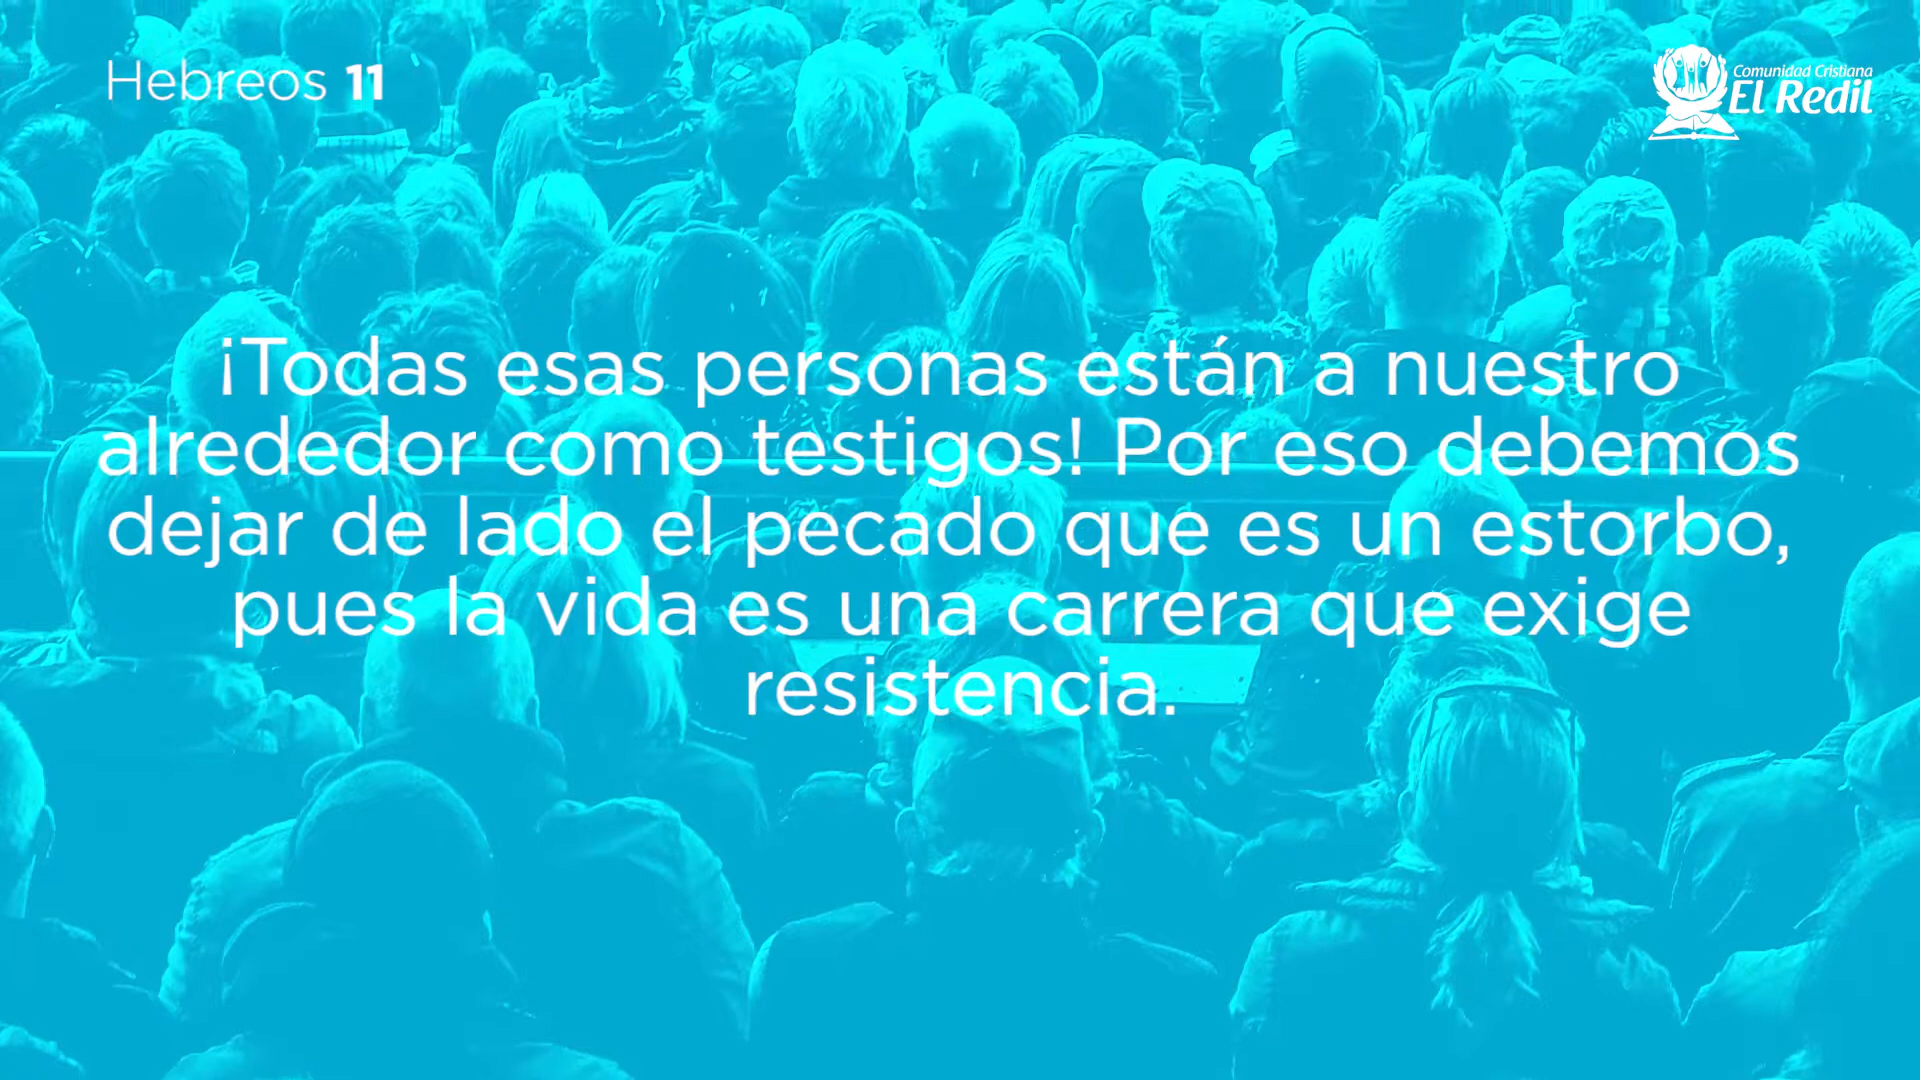 Hebreos 11
Comunidad Cristiana
El Redil
¡Todas esas personas están a nuestro
alrededor como testigos! Por eso debemos
dejar de lado el pecado que es un estorbo,
pues la vida es una carrera que exige
resistencia.